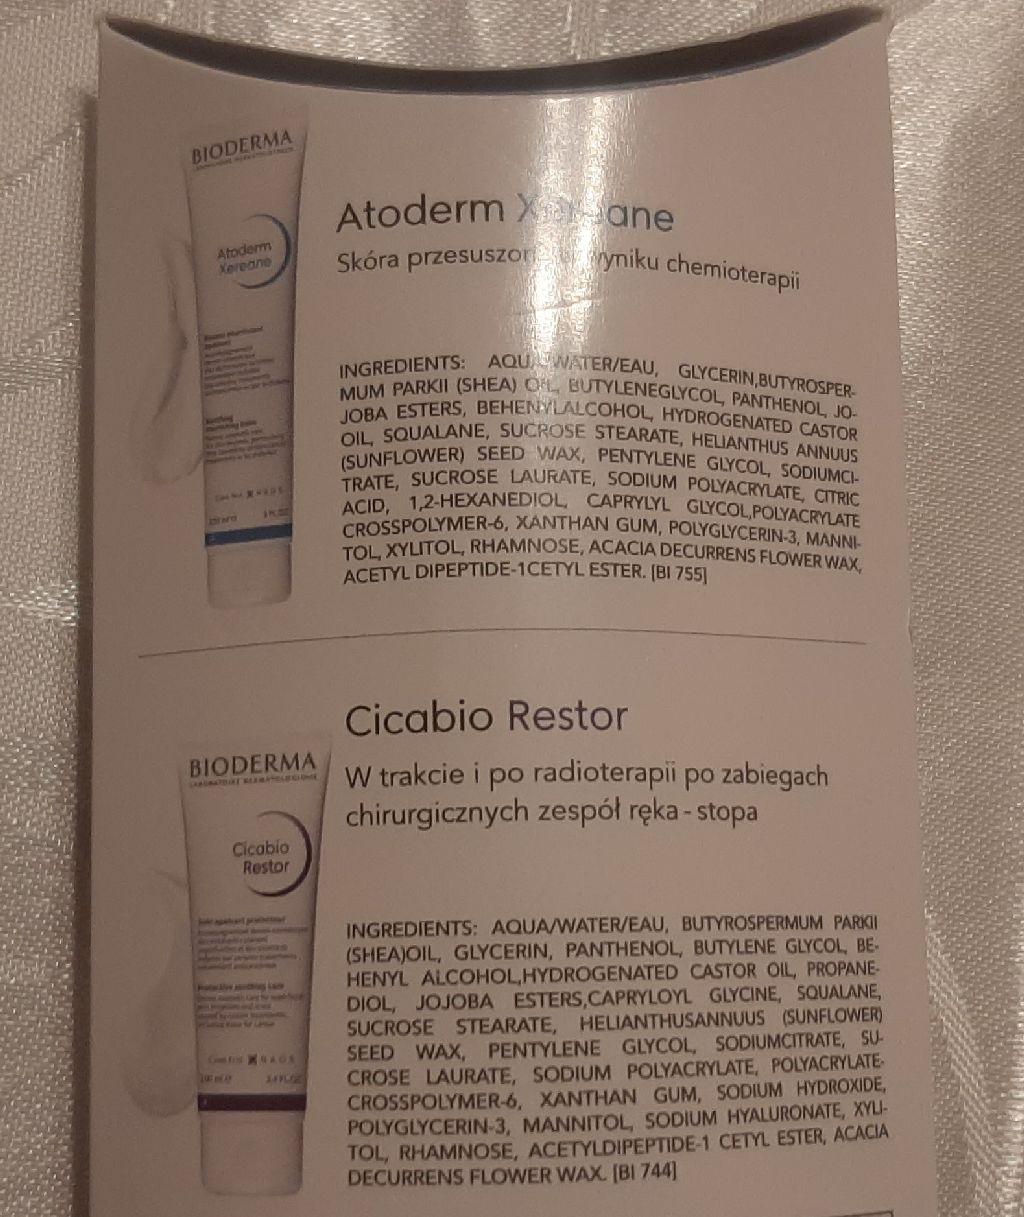 BIODERMA
Atoderm
Xereane
Atoderm Xereane
Skóra przesuszona w wyniku chemioterapii
INGREDIENTS: AQUA/WATER/EAU, GLYCERIN,BUTYROSPER-
MUM PARKII (SHEA) OIL, BUTYLENEGLYCOL, PANTHENOL, JO-
JOBA ESTERS, BEHENYLALCOHOL, HYDROGENATED CASTOR
OIL, SQUALANE, SUCROSE STEARATE, HELIANTHUS ANNUUS
(SUNFLOWER) SEED WAX, PENTYLENE GLYCOL, SODIUMCI-
TRATE, SUCROSE LAURATE, SODIUM POLYACRYLATE, CITRIC
ACID, 1,2-HEXANEDIOL, CAPRYLYL GLYCOL,POLYACRYLATE
CROSSPOLYMER-6, XANTHAN GUM, POLYGLYCERIN-3, MANNI-
TOL, XYLITOL, RHAMNOSE, ACACIA DECURRENS FLOWER WAX,
ACETYL DIPEPTIDE-1CETYL ESTER. [BI 755]
BIODERMA
LABORATOIRE DERMATOLOGIQUE
Cicabio
Restor
Cicabio Restor
W trakcie i po radioterapii po zabiegach
chirurgicznych zespół ręka - stopa
INGREDIENTS: AQUA/WATER/EAU, BUTYROSPERMUM PARKII
(SHEA)OIL, GLYCERIN, PANTHENOL, BUTYLENE GLYCOL, BE-
HENYL ALCOHOL,HYDROGENATED CASTOR OIL, PROPANE-
DIOL, JOJOBA ESTERS,CAPRYLOYL GLYCINE, SQUALANE,
SUCROSE STEARATE, HELIANTHUSANNUUS (SUNFLOWER)
SEED WAX, PENTYLENE GLYCOL, SODIUMCITRATE, SU-
CROSE LAURATE, SODIUM POLYACRYLATE, POLYACRYLATE-
CROSSPOLYMER-6, XANTHAN GUM, SODIUM HYDROXIDE,
POLYGLYCERIN-3, MANNITOL, SODIUM HYALURONATE, XYLI-
TOL, RHAMNOSE, ACETYLDIPEPTIDE-1 CETYL ESTER, ACACIA
DECURRENS FLOWER WAX. [BI 744]